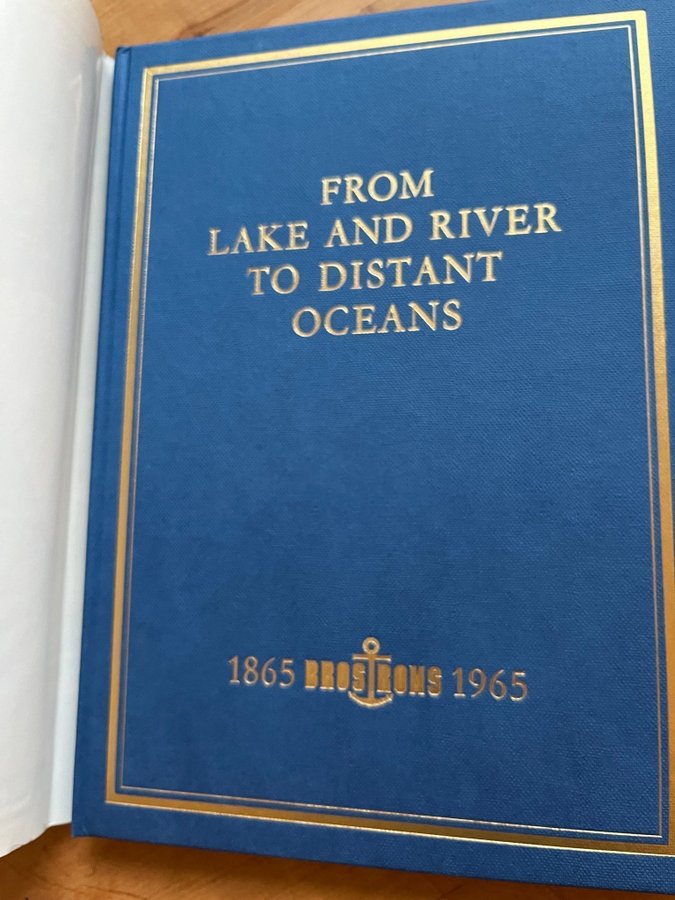 FROM
LAKE AND RIVER
TO DISTANT
OCEANS
1865 BROSTROMS 1965